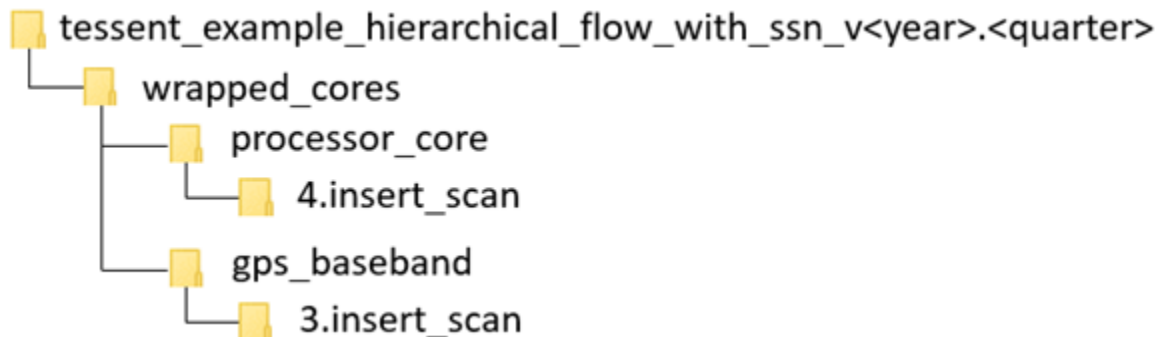 tessent_example_hierarchical_flow_with_ssn_v<year>.<quarter>
wrapped_cores
processor_core
4.insert_scan
gps_baseband
3.insert_scan